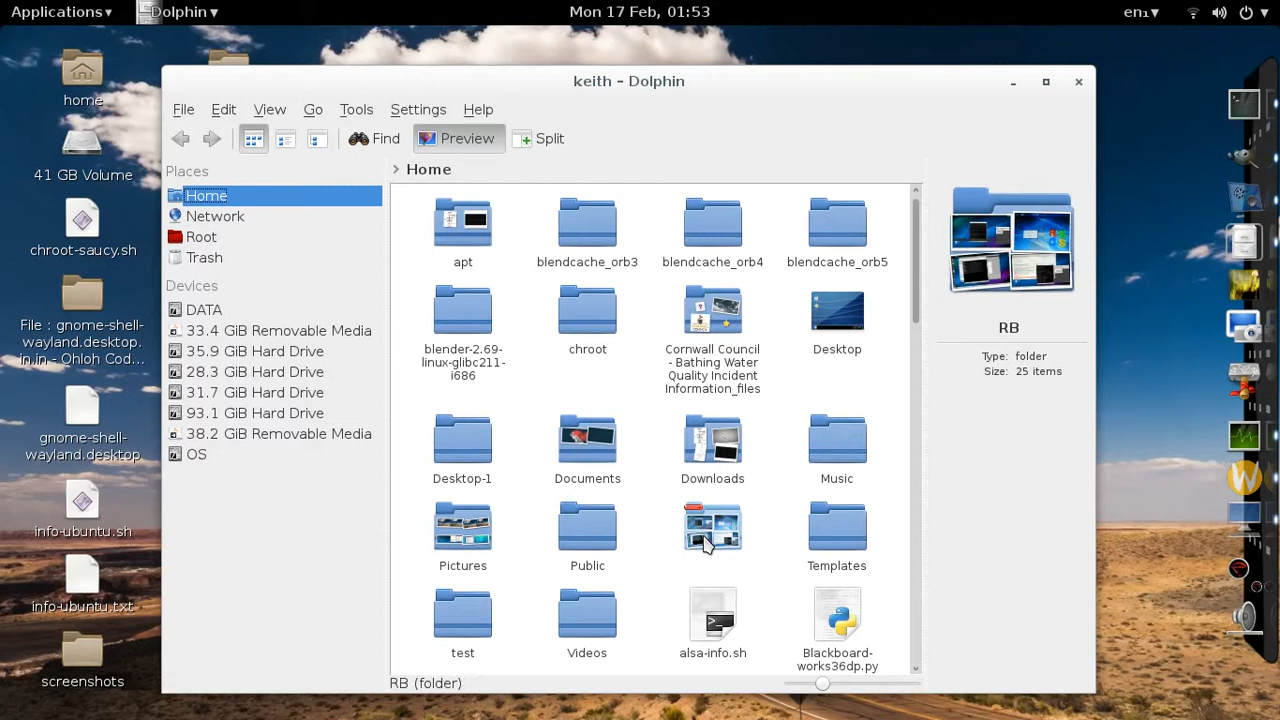 Applications▾
Dolphin ▾
Mon 17 Feb, 01:53
en₁▾
home
41 GB Volume
chroot-saucy.sh
File : gnome-shell-
wayland.desktop.
in.in - Ohloh Cod...
gnome-shell-
wayland.desktop
info-ubuntu.sh
info-ubuntu.txt
screenshots
keith – Dolphin
File Edit View Go Tools Settings Help
Find Preview Split
Places
Home
Network
Root
Trash
Devices
DATA
33.4 GiB Removable Media
35.9 GiB Hard Drive
28.3 GiB Hard Drive
31.7 GiB Hard Drive
93.1 GiB Hard Drive
38.2 GiB Removable Media
OS
Home
apt
blendcache_orb3
blendcache_orb4
blendcache_orb5
blender-2.69-
linux-glibc211-
i686
chroot
Cornwall Council
- Bathing Water
Quality Incident
Information_files
Desktop
Desktop-1
Documents
Downloads
Music
Pictures
Public
Templates
test
Videos
alsa-info.sh
Blackboard-
works36dp.py
RB (folder)
RB
Type: folder
Size: 25 items